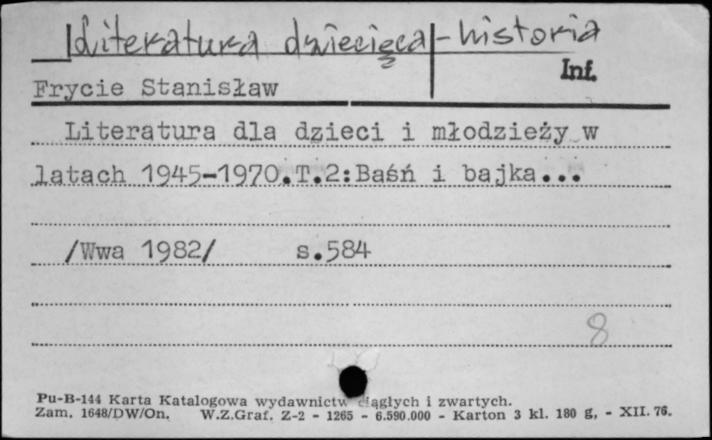 Literatura dziecięca - historia
Inf.
Frycie Stanisław
Literatura dla dzieci i młodzieży w
latach 1945-1970.T.2:Baśń i bajka...
/Wwa 1982/ s.584
8
Pu-B-144 Karta Katalogowa wydawnictw ciągłych i zwartych.
Zam. 1648/DW/On. W.Z.Graf. Z-2 - 1265 - 6.590.000 - Karton 3 kl. 180 g, - XII. 76.